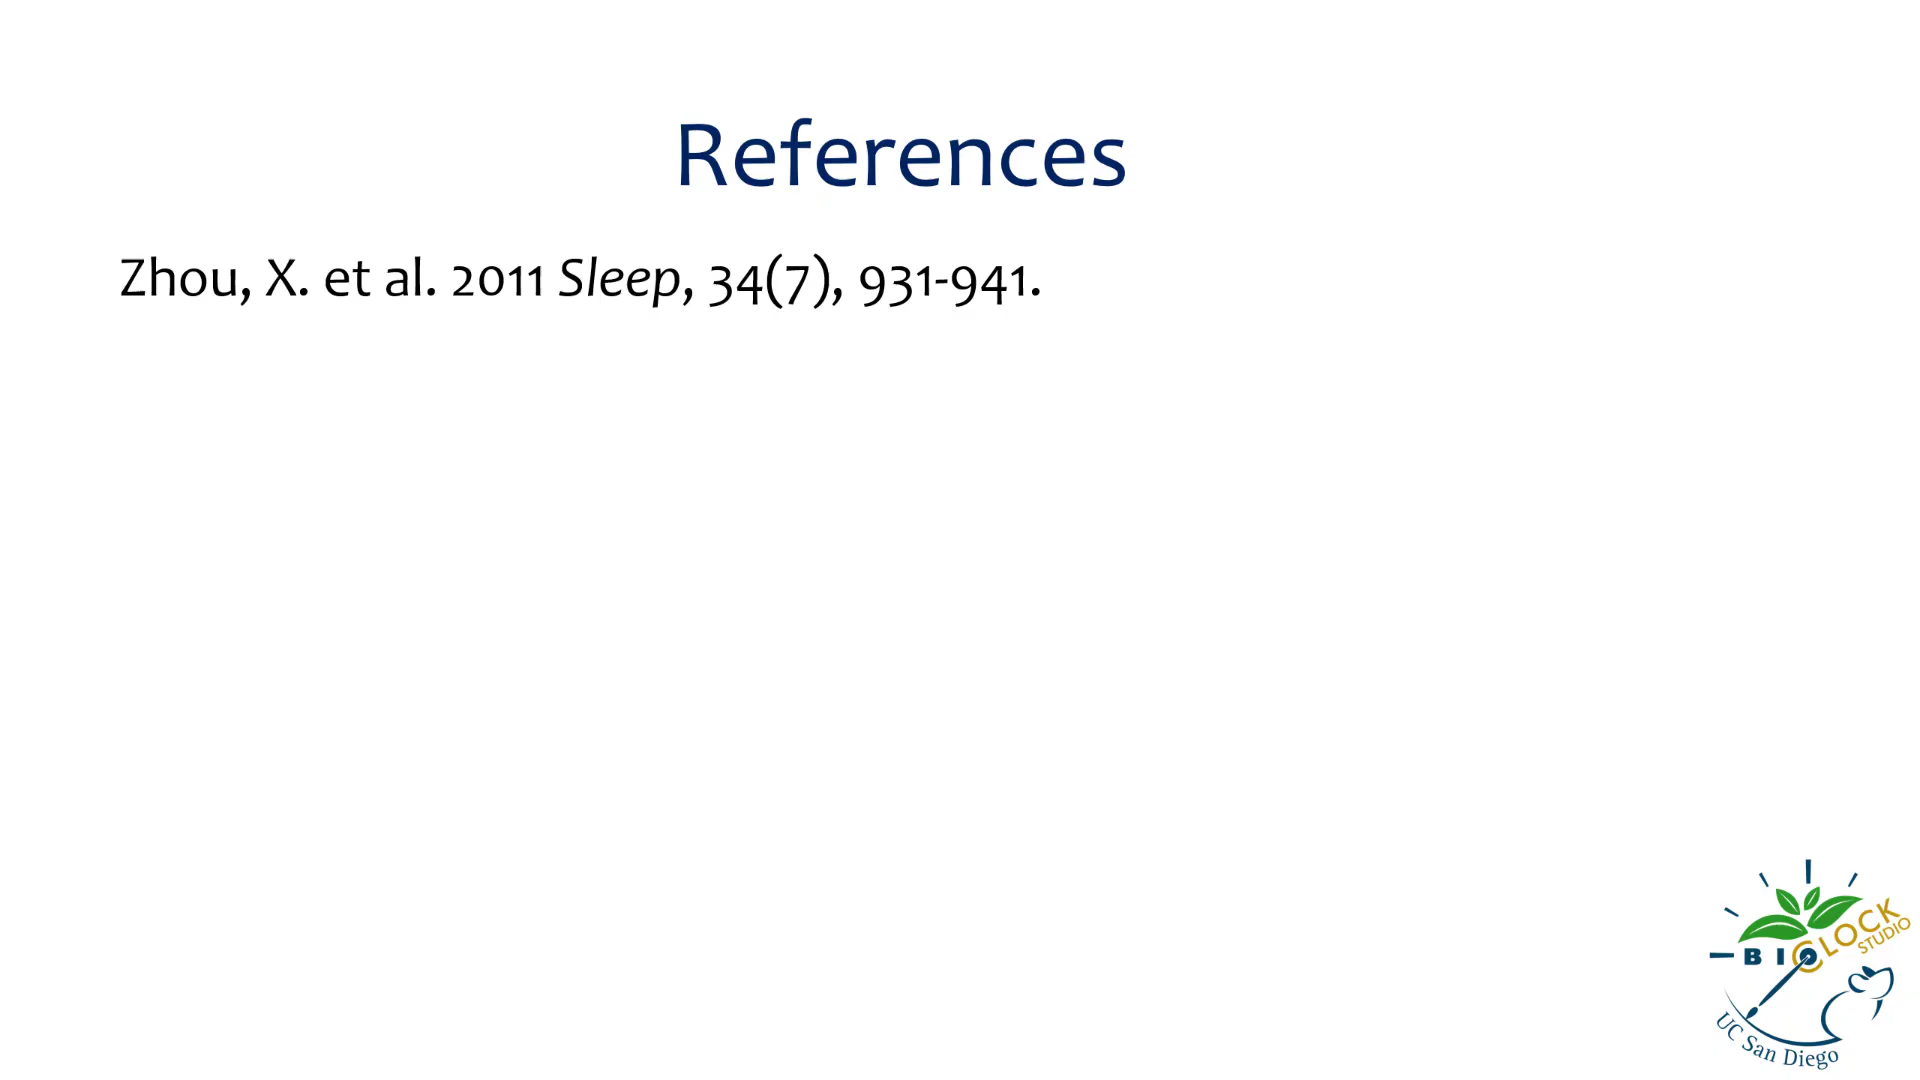 References
Zhou, X. et al. 2011 Sleep, 34(7), 931-941.
BIOCLOCK
STUDIO
UC San Diego